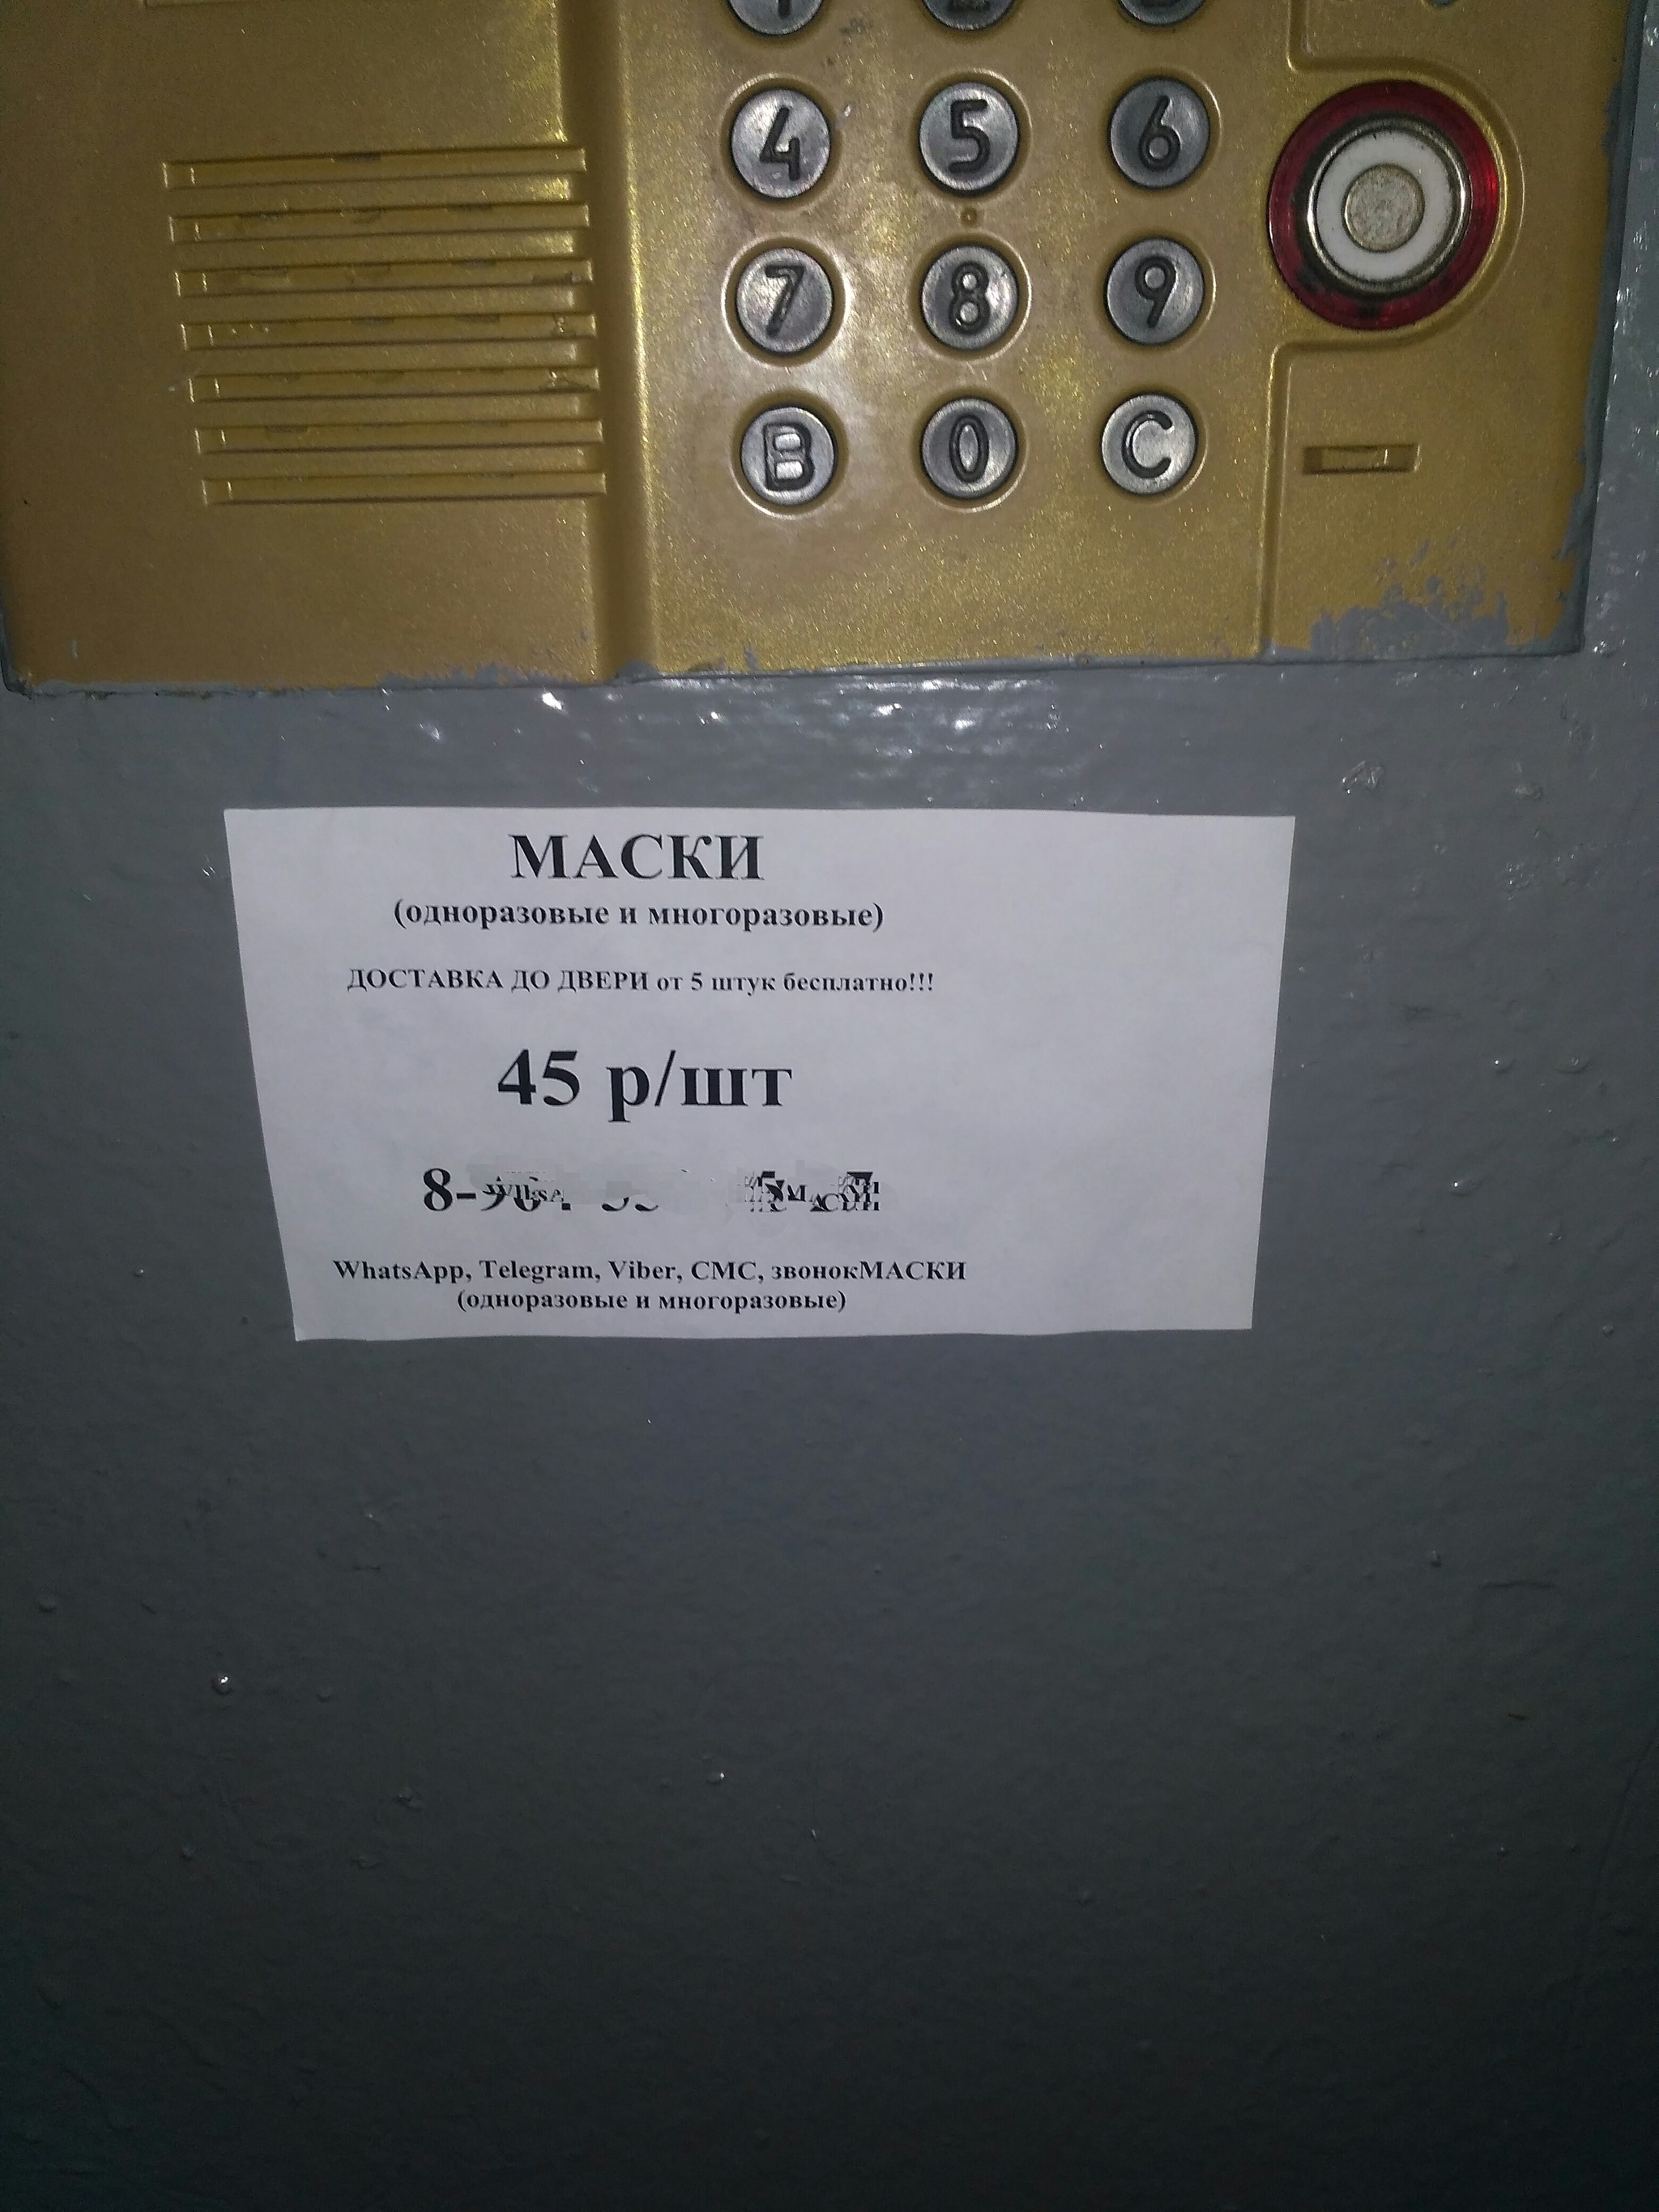 4 5 6
7 8 9
B 0 C
МАСКИ
(одноразовые и многоразовые)
ДОСТАВКА ДО ДВЕРИ от 5 штук бесплатно!!!
45 р/шт
8-
WhatsApp, Telegram, Viber, СМС, звонокМАСКИ
(одноразовые и многоразовые)